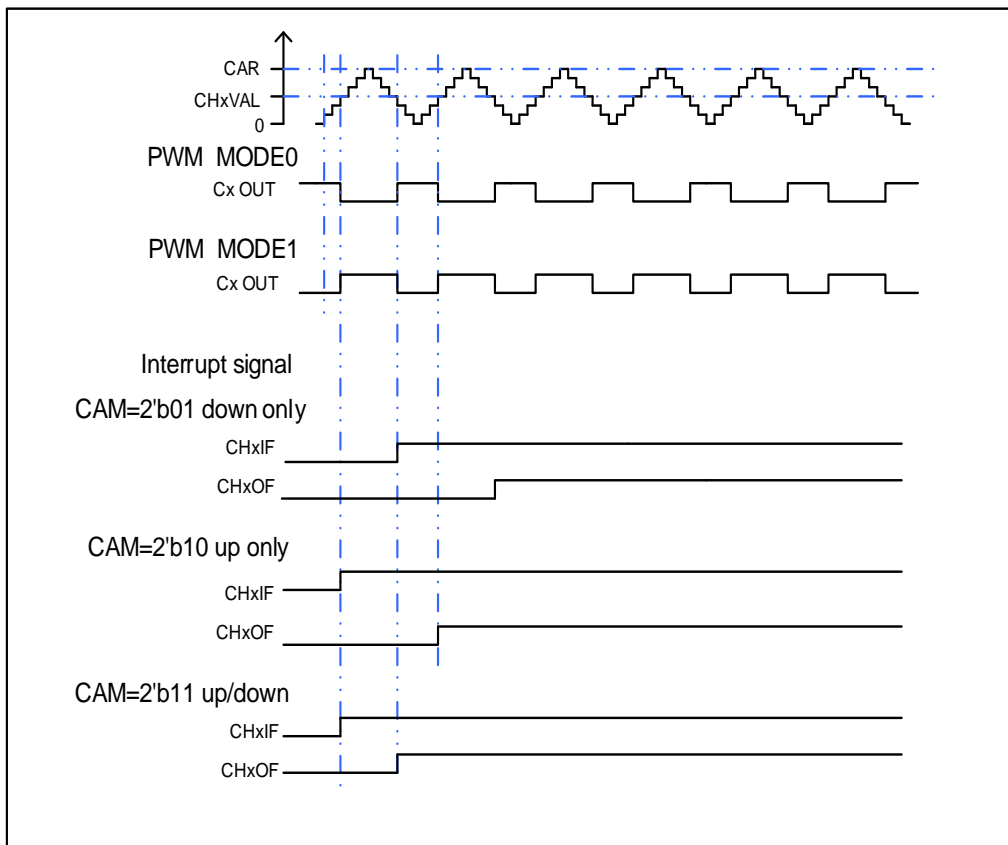 CAR
CHxVAL
0
PWM MODE0
Cx OUT
PWM MODE1
Cx OUT
Interrupt signal
CAM=2'b01 down only
CHxIF
CHxOF
CAM=2'b10 up only
CHxIF
CHxOF
CAM=2'b11 up/down
CHxIF
CHxOF